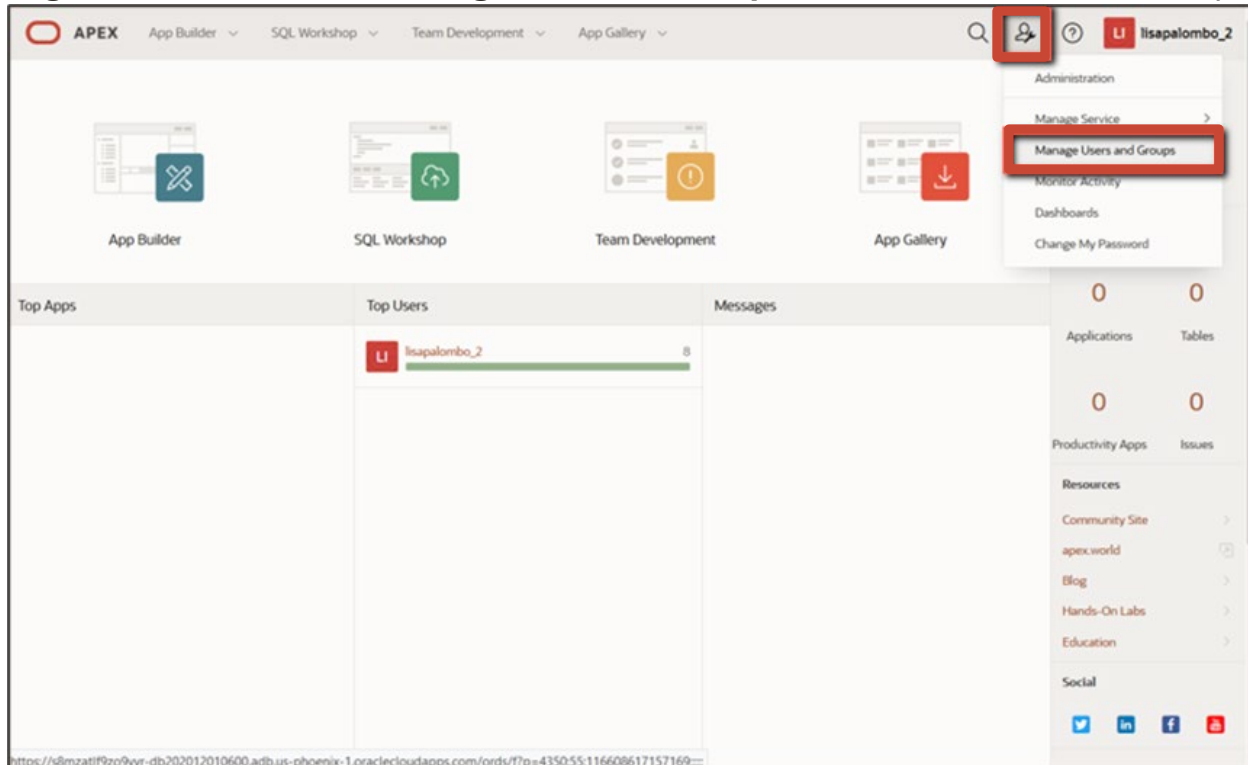 APEX App Builder SQL Workshop Team Development App Gallery LI lisapalombo_2
Administration
Manage Service
Manage Users and Groups
Monitor Activity
Dashboards
Change My Password
App Builder SQL Workshop Team Development App Gallery
Top Apps Top Users Messages
LI lisapalombo_2 8
0 0
Applications Tables
0 0
Productivity Apps Issues
Resources
Community Site
apex.world
Blog
Hands-On Labs
Education
Social